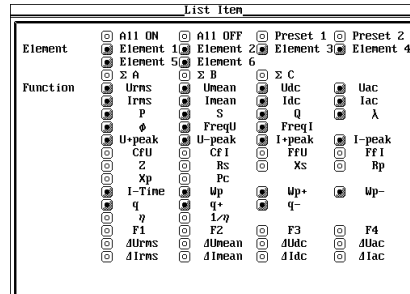 List Item
All ON All OFF Preset 1 Preset 2
Element Element 1 Element 2 Element 3 Element 4
Element 5 Element 6
Σ A Σ B Σ C
Function Urms Umean Udc Uac
Irms Imean Idc Iac
P S Q λ
ϕ FreqU FreqI
U+peak U-peak I+peak I-peak
CfU CfI FfU FfI
Z Rs Xs Rp
Xp Pc
I-Time Wp Wp+ Wp-
q q+ q-
η 1/η
F1 F2 F3 F4
ΔUrms ΔUmean ΔUdc ΔUac
ΔIrms ΔImean ΔIdc ΔIac